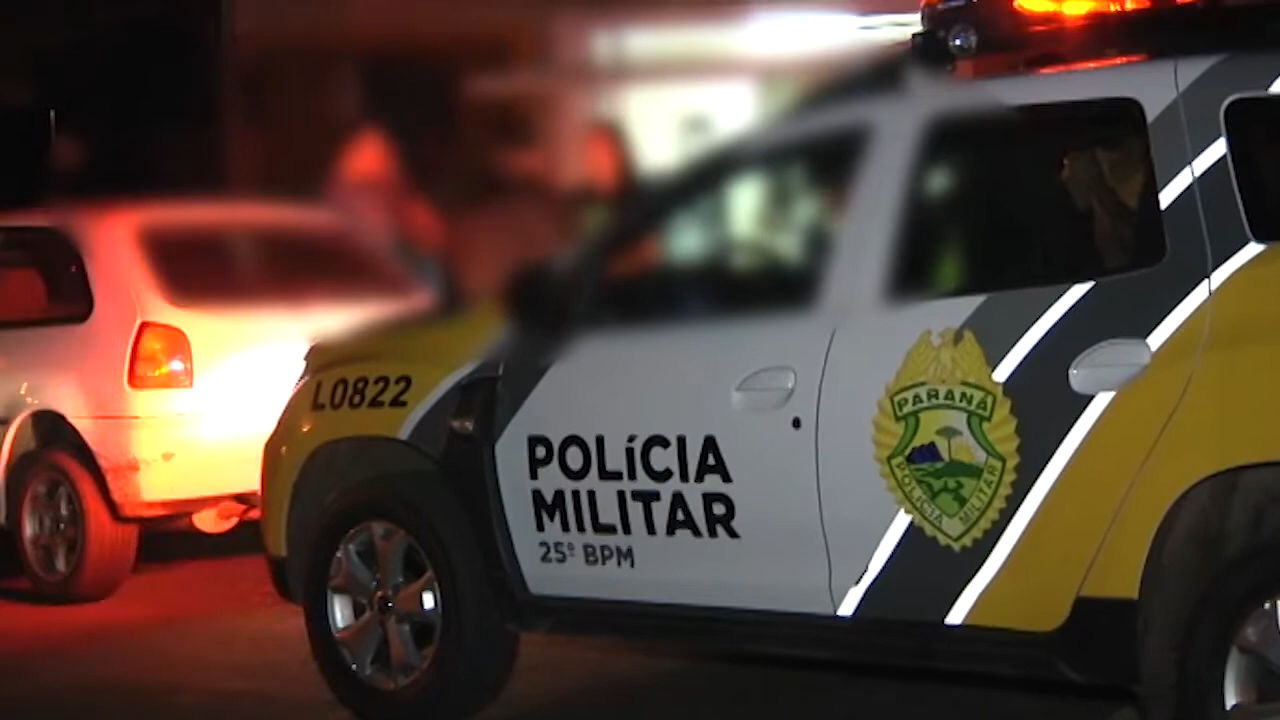 L0822
POLíCIA
MILITAR
25º BPM
PARANÁ
POLÍCIA MILITAR